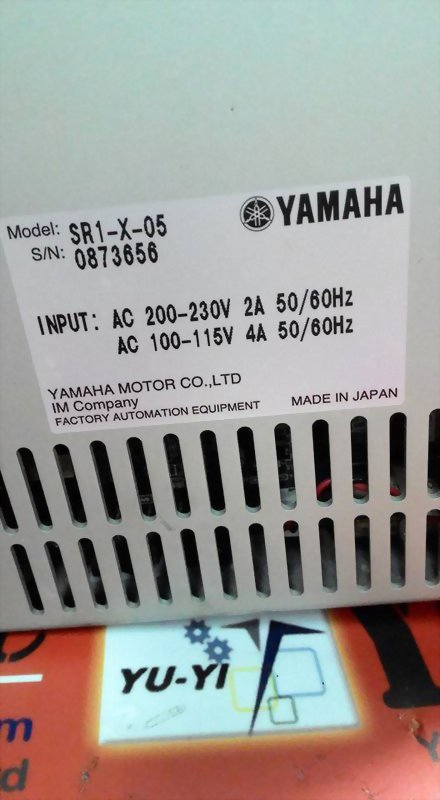 YAMAHA
Model: SR1-X-05
S/N: 0873656
INPUT: AC 200-230V 2A 50/60Hz
AC 100-115V 4A 50/60Hz
YAMAHA MOTOR CO.,LTD
IM Company
FACTORY AUTOMATION EQUIPMENT
MADE IN JAPAN
YU-YI